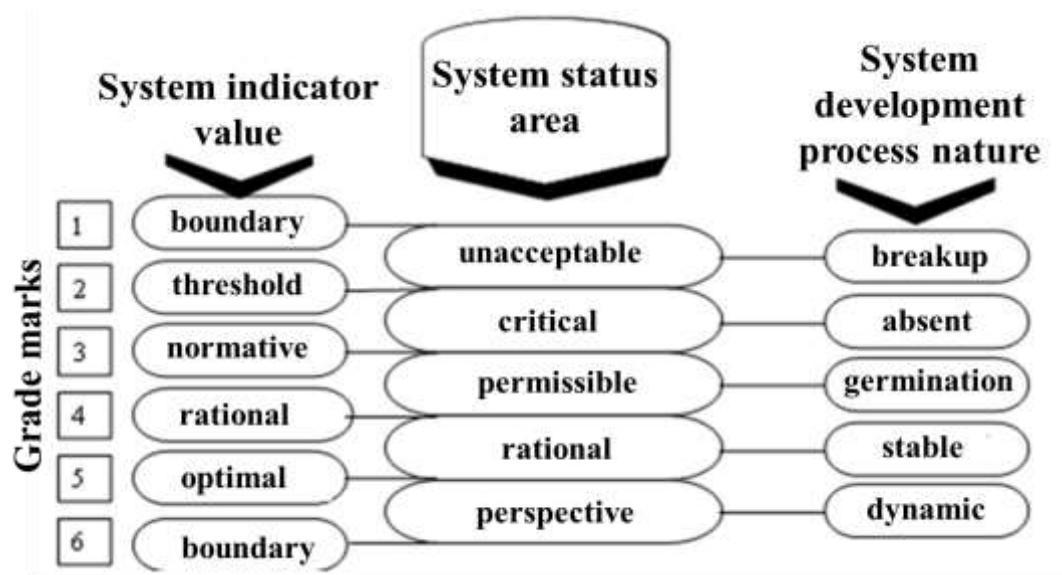 System indicator
value
System status
area
System
development
process nature
Grade marks
1
boundary
unacceptable
breakup
2
threshold
critical
absent
3
normative
permissible
germination
4
rational
rational
stable
5
optimal
perspective
dynamic
6
boundary